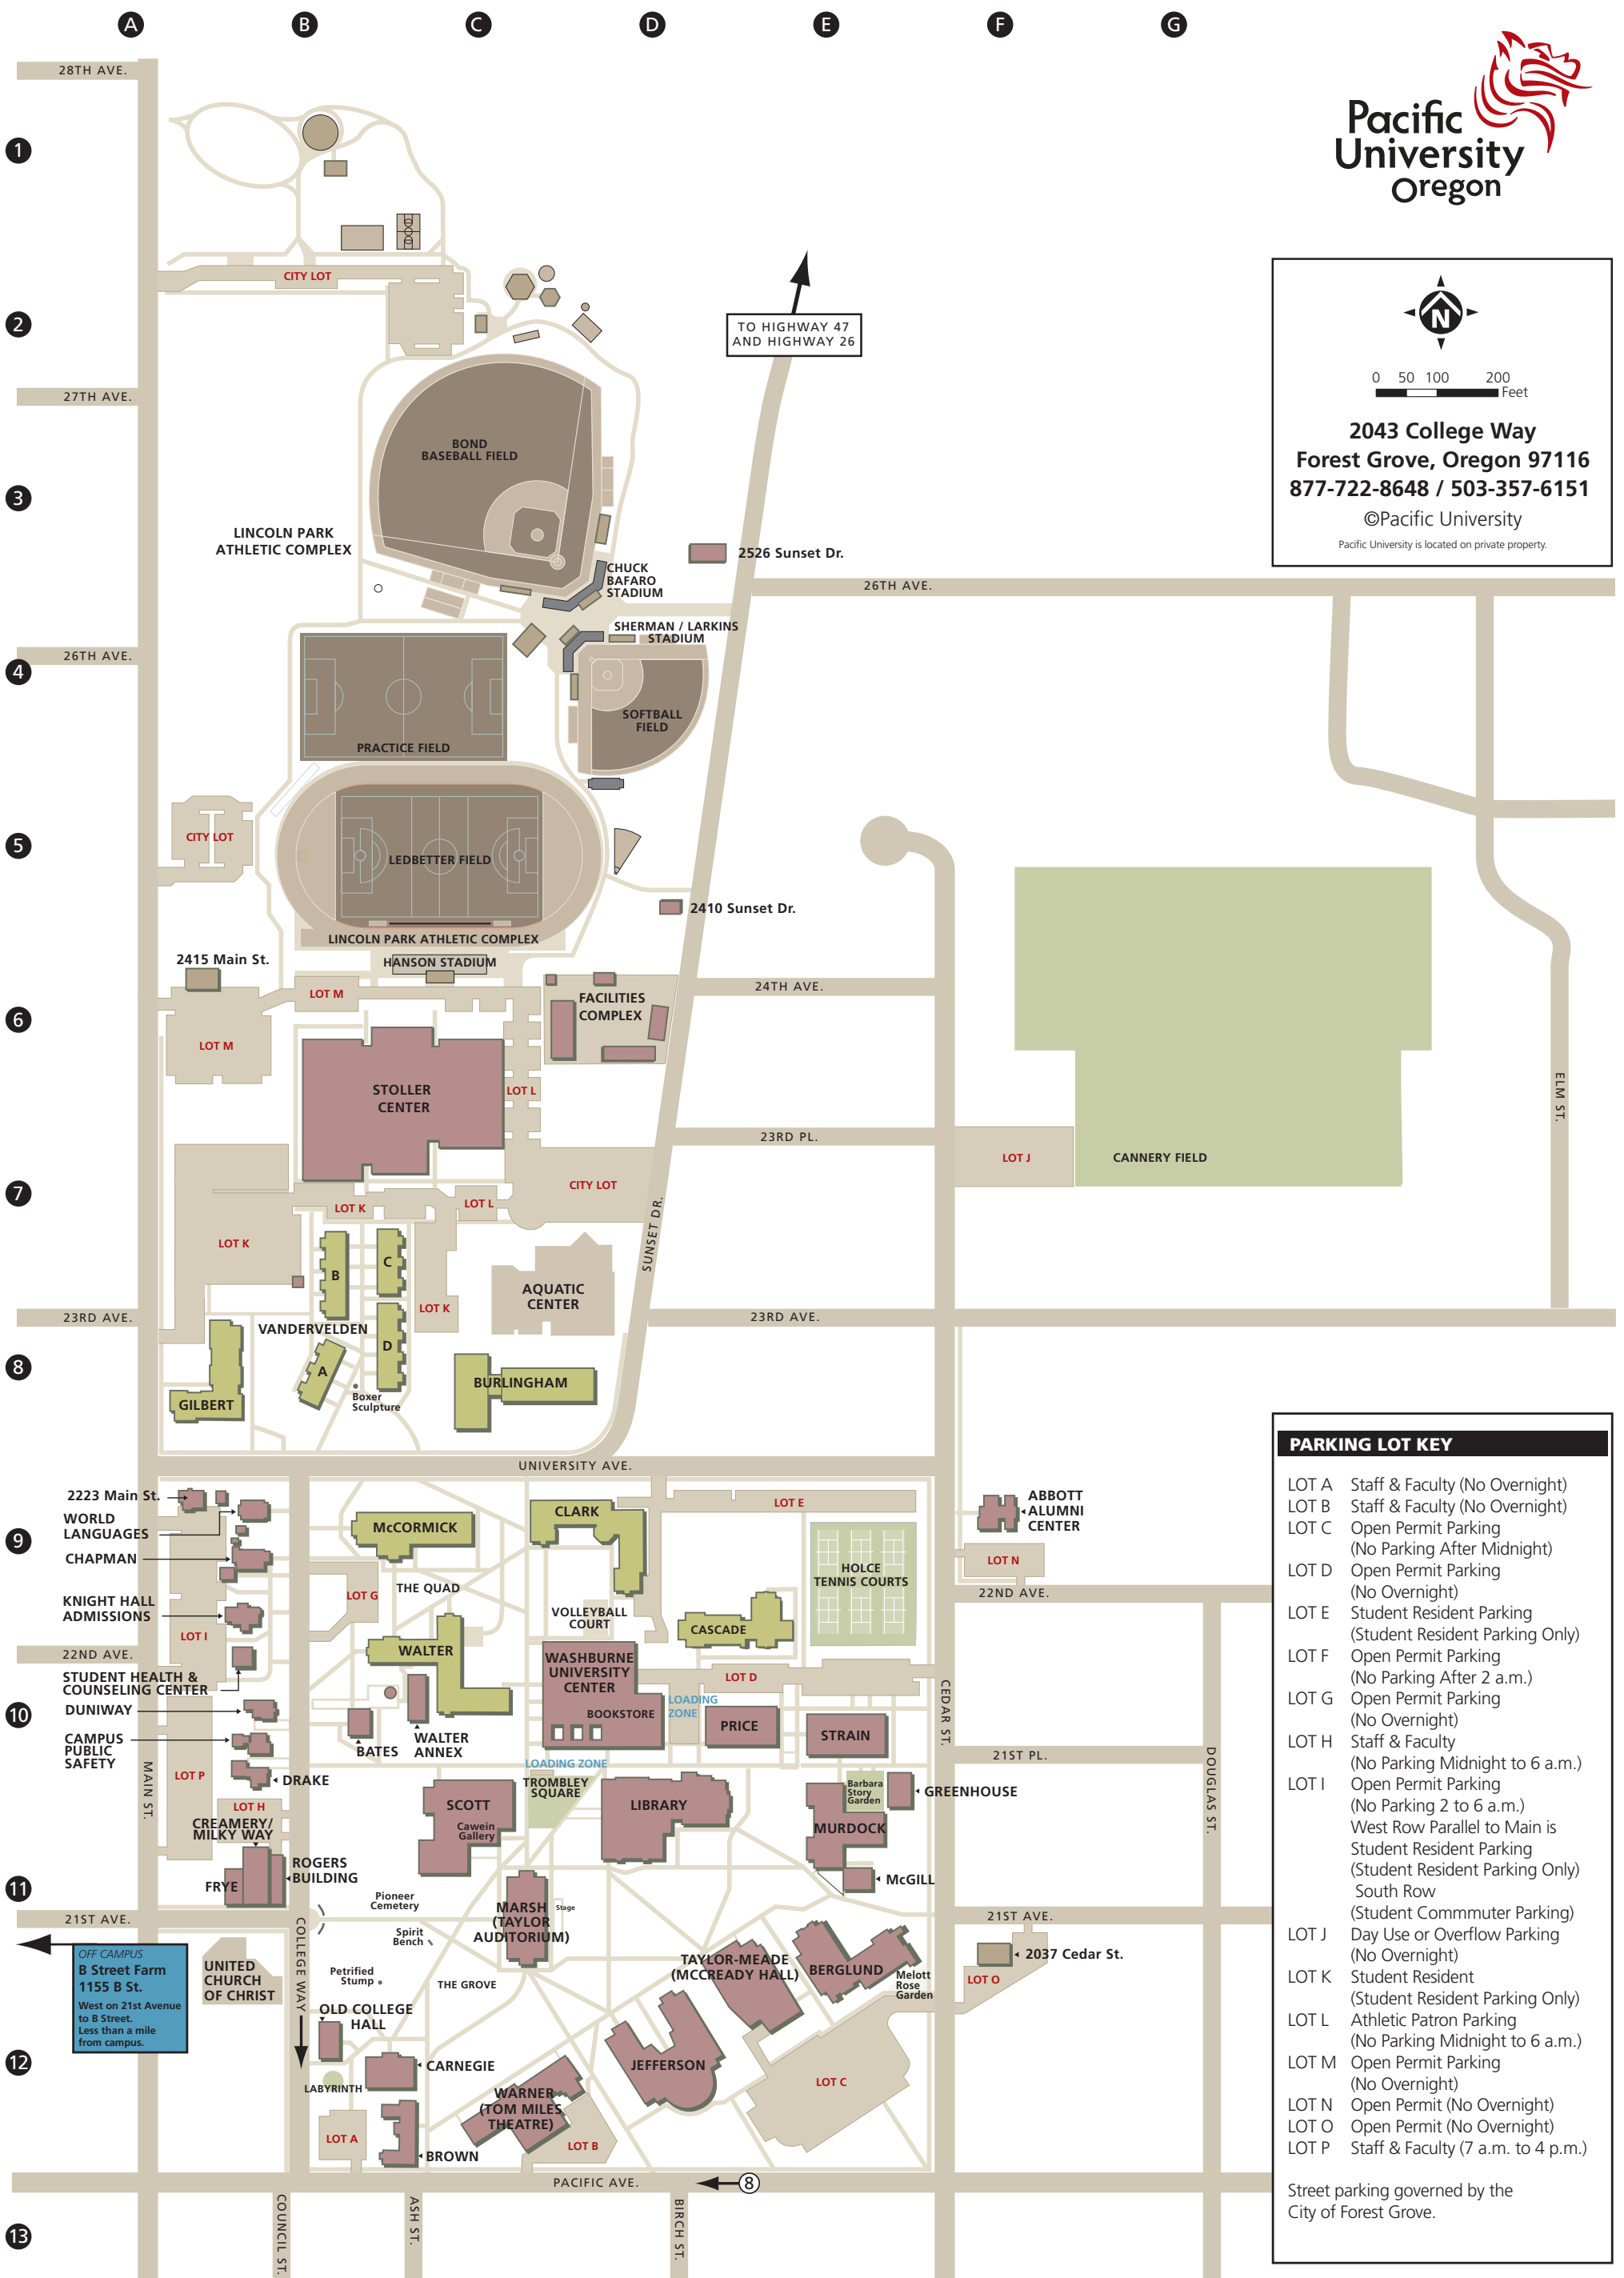 A B C D E F G
28TH AVE.
Pacific
University
Oregon
1
CITY LOT
2
TO HIGHWAY 47
AND HIGHWAY 26
N
0 50 100 200
Feet
27TH AVE.
2043 College Way
Forest Grove, Oregon 97116
877-722-8648 / 503-357-6151
©Pacific University
Pacific University is located on private property.
BOND
BASEBALL FIELD
3
LINCOLN PARK
ATHLETIC COMPLEX
2526 Sunset Dr.
CHUCK
BAFARO
STADIUM
26TH AVE.
SHERMAN / LARKINS
STADIUM
26TH AVE.
4
SOFTBALL
FIELD
PRACTICE FIELD
CITY LOT
5
LEDBETTER FIELD
2410 Sunset Dr.
LINCOLN PARK ATHLETIC COMPLEX
HANSON STADIUM
2415 Main St.
24TH AVE.
LOT M
FACILITIES
COMPLEX
6
LOT M
STOLLER
CENTER
LOT L
ELM ST.
23RD PL.
LOT J
CANNERY FIELD
CITY LOT
7
LOT K
LOT L
SUNSET DR.
LOT K
B
C
AQUATIC
CENTER
LOT K
23RD AVE.
23RD AVE.
VANDERVELDEN
D
A
8
BURLINGHAM
Boxer
Sculpture
GILBERT
UNIVERSITY AVE.
2223 Main St.
WORLD
LANGUAGES
9
CHAPMAN
McCORMICK
CLARK
LOT E
ABBOTT
ALUMNI
CENTER
HOLCE
TENNIS COURTS
LOT N
22ND AVE.
THE QUAD
LOT G
KNIGHT HALL
ADMISSIONS
VOLLEYBALL
COURT
CASCADE
LOT I
22ND AVE.
WALTER
WASHBURNE
UNIVERSITY
CENTER
BOOKSTORE
LOT D
STUDENT HEALTH &
COUNSELING CENTER
10
DUNIWAY
LOADING
ZONE
PRICE
STRAIN
CEDAR ST.
CAMPUS
PUBLIC
SAFETY
BATES
WALTER
ANNEX
21ST PL.
DOUGLAS ST.
LOADING ZONE
MAIN ST.
LOT P
DRAKE
TROMBLEY
SQUARE
Barbara
Story
Garden
GREENHOUSE
LOT H
SCOTT
Cawein
Gallery
LIBRARY
CREAMERY/
MILKY WAY
MURDOCK
ROGERS
BUILDING
FRYE
11
McGILL
Pioneer
Cemetery
MARSH
(TAYLOR
AUDITORIUM)
Stage
21ST AVE.
21ST AVE.
Spirit
Bench
COLLEGE WAY
OFF CAMPUS
B Street Farm
1155 B St.
West on 21st Avenue
to B Street.
Less than a mile
from campus.
UNITED
CHURCH
OF CHRIST
Petrified
Stump
THE GROVE
TAYLOR-MEADE
(MCCREADY HALL)
BERGLUND
Melott
Rose
Garden
2037 Cedar St.
LOT O
OLD COLLEGE
HALL
12
CARNEGIE
JEFFERSON
LOT C
LABYRINTH
WARNER
(TOM MILES
THEATRE)
LOT A
LOT B
BROWN
PACIFIC AVE.
8
COUNCIL ST.
ASH ST.
BIRCH ST.
13
PARKING LOT KEY
LOT A Staff & Faculty (No Overnight)
LOT B Staff & Faculty (No Overnight)
LOT C Open Permit Parking
(No Parking After Midnight)
LOT D Open Permit Parking
(No Overnight)
LOT E Student Resident Parking
(Student Resident Parking Only)
LOT F Open Permit Parking
(No Parking After 2 a.m.)
LOT G Open Permit Parking
(No Overnight)
LOT H Staff & Faculty
(No Parking Midnight to 6 a.m.)
LOT I Open Permit Parking
(No Parking 2 to 6 a.m.)
West Row Parallel to Main is
Student Resident Parking
(Student Resident Parking Only)
South Row
(Student Commmuter Parking)
LOT J Day Use or Overflow Parking
(No Overnight)
LOT K Student Resident
(Student Resident Parking Only)
LOT L Athletic Patron Parking
(No Parking Midnight to 6 a.m.)
LOT M Open Permit Parking
(No Overnight)
LOT N Open Permit (No Overnight)
LOT O Open Permit (No Overnight)
LOT P Staff & Faculty (7 a.m. to 4 p.m.)
Street parking governed by the
City of Forest Grove.